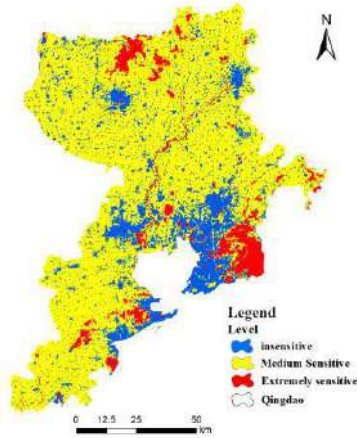 N
Legend
Level
insensitive
Medium Sensitive
Extremely sensitive
Qingdao
0 12.5 25 50
km